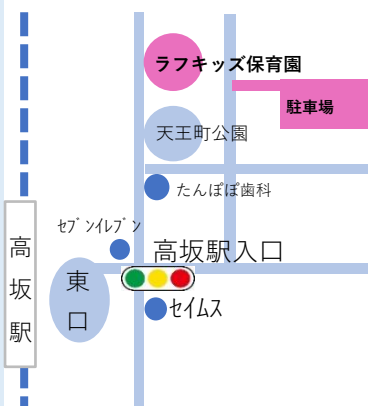 ラフキッズ保育園
駐車場
天王町公園
たんぽぽ歯科
ｾﾌﾞﾝｲﾚﾌﾞﾝ
高坂駅入口
高坂駅
東口
セイムス